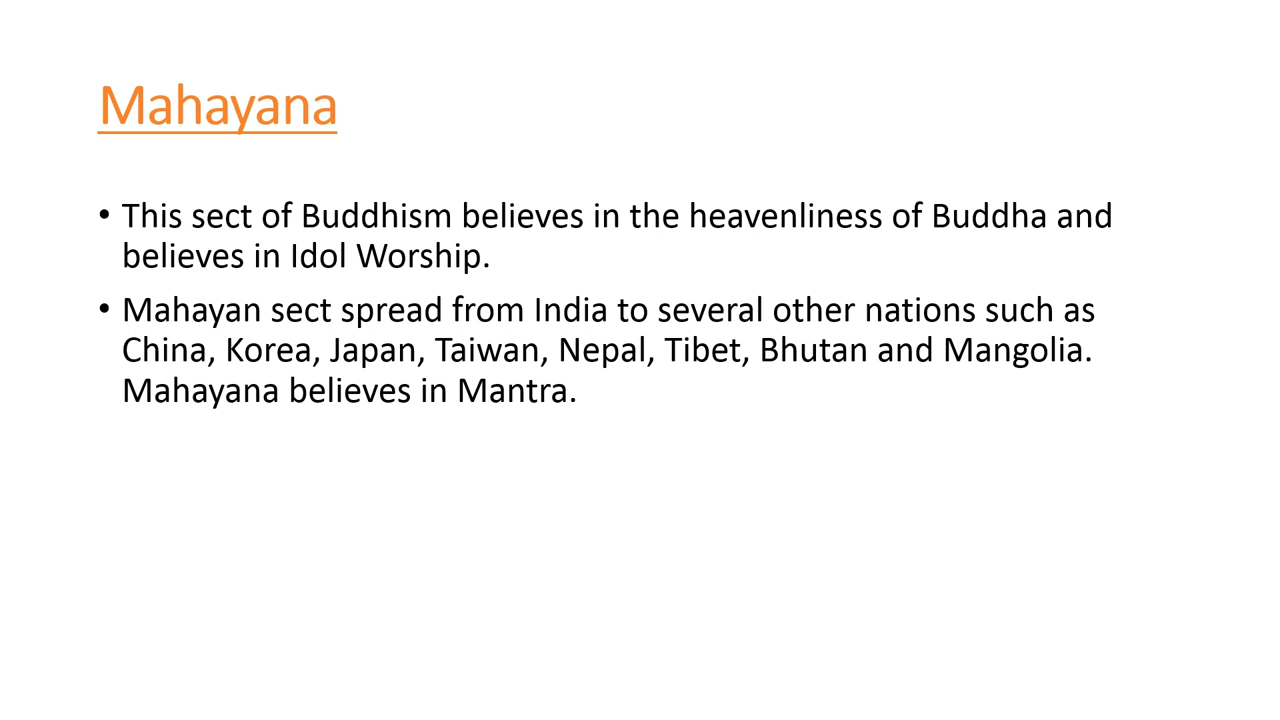 Mahayana
• This sect of Buddhism believes in the heavenliness of Buddha and
believes in Idol Worship.
• Mahayan sect spread from India to several other nations such as
China, Korea, Japan, Taiwan, Nepal, Tibet, Bhutan and Mangolia.
Mahayana believes in Mantra.